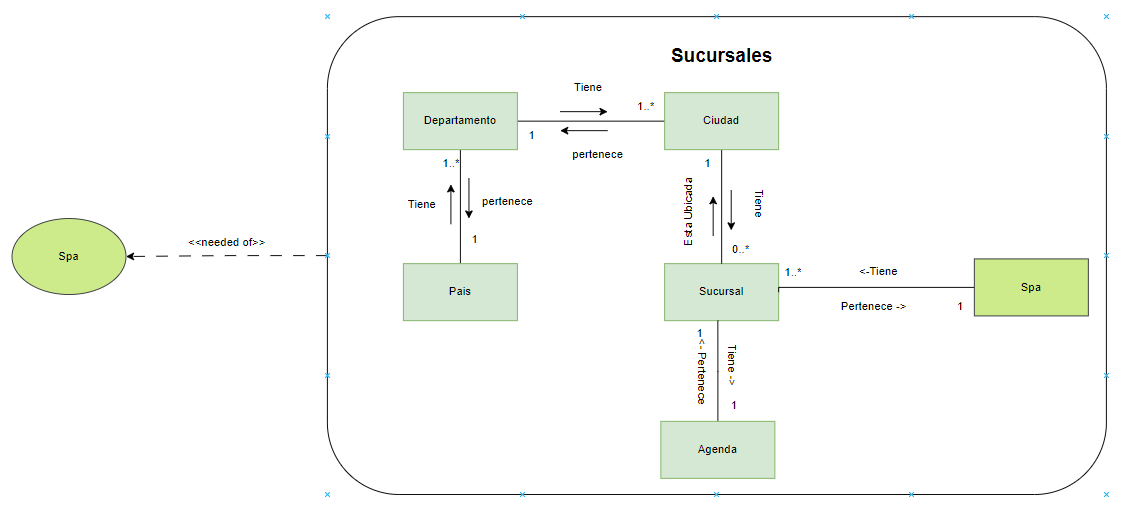 Sucursales
Tiene
Departamento
1..*
Ciudad
1
pertenece
1..*
1
Tiene
pertenece
Esta Ubicada
Tiene
1
0..*
<<needed of>>
Spa
Pais
Sucursal
1..*
<-Tiene
Spa
Pertenece ->
1
1
<- Pertenece
Tiene ->
1
Agenda